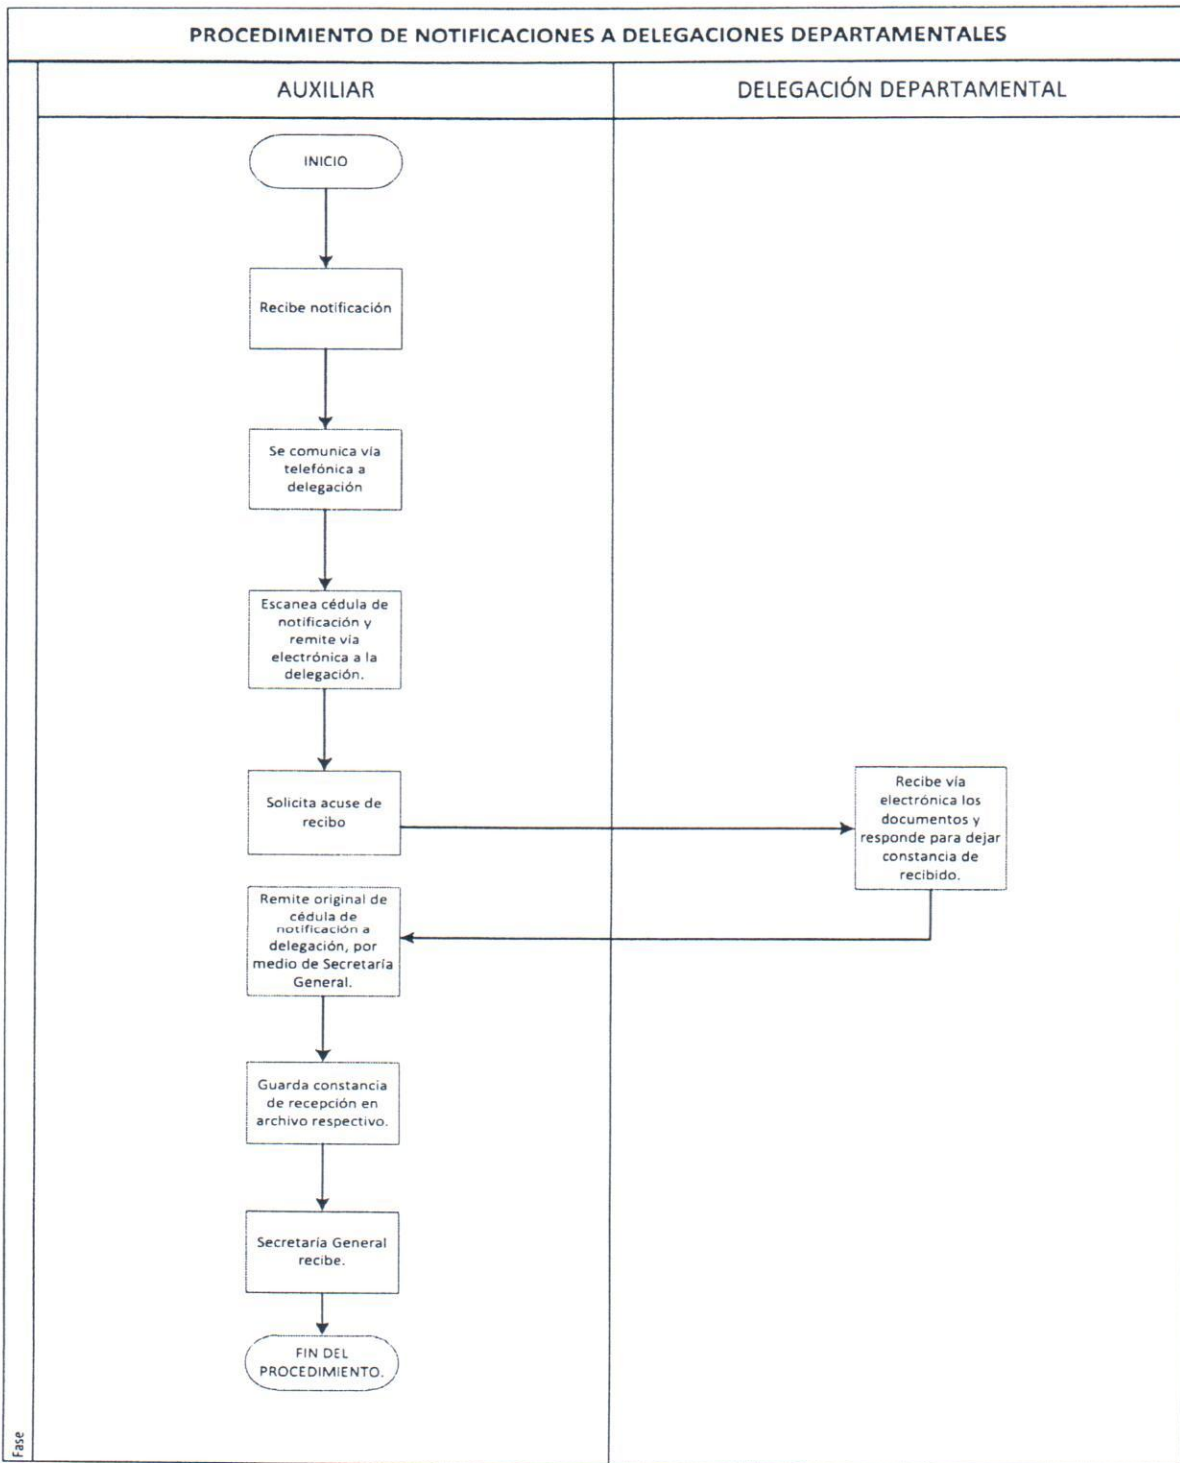 PROCEDIMIENTO DE NOTIFICACIONES A DELEGACIONES DEPARTAMENTALES
AUXILIAR
DELEGACIÓN DEPARTAMENTAL
INICIO
Recibe notificación
Se comunica vía
telefónica a
delegación
Escanea cédula de
notificación y
remite vía
electrónica a la
delegación.
Solicita acuse de
recibo
Recibe vía
electrónica los
documentos y
responde para dejar
constancia de
recibido.
Remite original de
cédula de
notificación a
delegación, por
medio de Secretaría
General.
Guarda constancia
de recepción en
archivo respectivo.
Secretaría General
recibe.
FIN DEL
PROCEDIMIENTO.
Fase